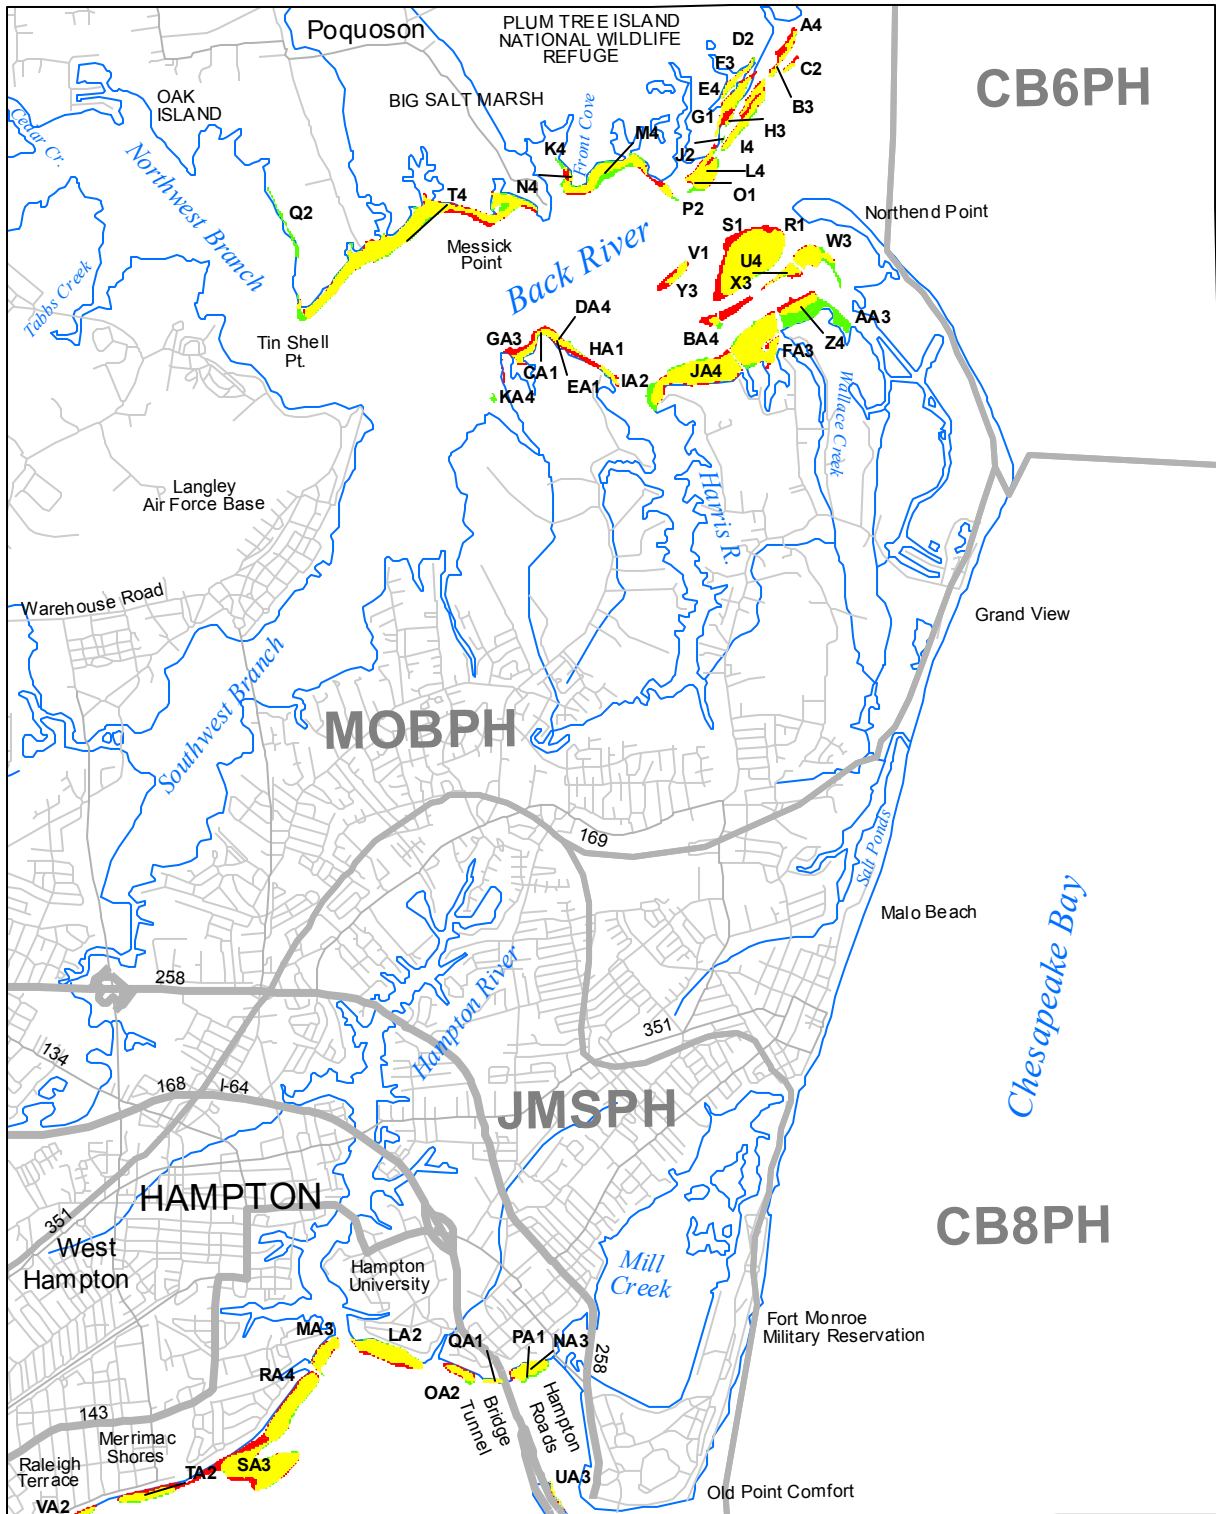 Poquoson
PLUM TREE ISLAND
NATIONAL WILDLIFE
REFUGE
A4
D2
F3
C2
CB6PH
OAK
ISLAND
BIG SALT MARSH
E4
B3
G1
H3
Cedar Cr.
Northwest Branch
Front Cove
M4
K4
J2
I4
L4
N4
T4
O1
P2
Q2
Northend Point
S1
R1
W3
Messick
Point
Back River
V1
U4
X3
Y3
Tabbs Creek
DA4
BA4
AA3
Z4
Tin Shell
Pt.
GA3
HA1
FA3
CA1
EA1
IA2
JA4
KA4
Wallace Creek
Langley
Air Force Base
Harris R.
Warehouse Road
Grand View
Southwest Branch
MOBPH
169
Salt Ponds
Malo Beach
Chesapeake Bay
258
Hampton River
351
134
168
I-64
JMSPH
HAMPTON
351
West
Hampton
CB8PH
Hampton
University
Mill
Creek
Fort Monroe
Military Reservation
MA3
LA2
QA1
PA1
NA3
258
RA4
OA2
Bridge
Tunnel
Hampton
Roads
143
Merrimac
Shores
Raleigh
Terrace
TA2
SA3
UA3
Old Point Comfort
VA2